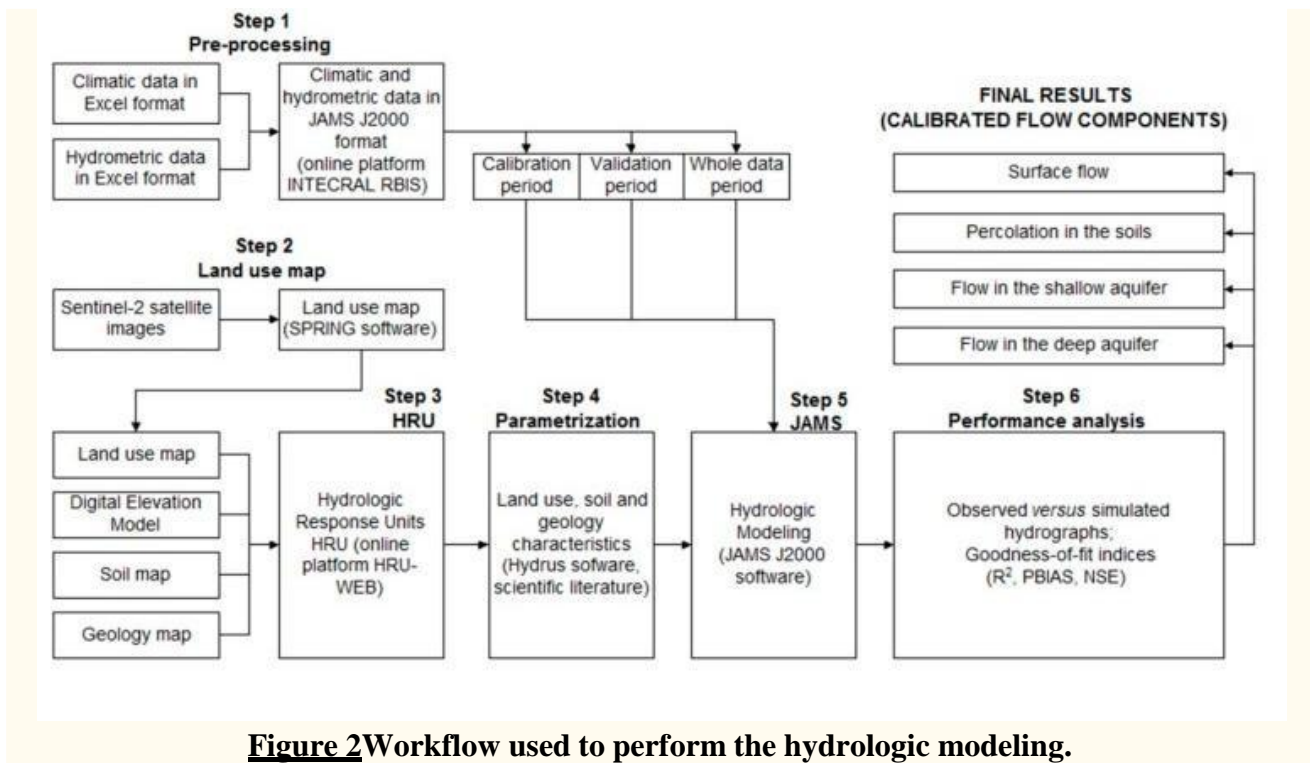 Step 1
Pre-processing
Climatic data in
Excel format
Hydrometric data
in Excel format
Climatic and
hydrometric data in
JAMS J2000
format
(online platform
INTECRAL RBIS)
Calibration
period
Validation
period
Whole data
period
FINAL RESULTS
(CALIBRATED FLOW COMPONENTS)
Surface flow
Percolation in the soils
Flow in the shallow aquifer
Flow in the deep aquifer
Step 2
Land use map
Sentinel-2 satellite
images
Land use map
(SPRING software)
Step 3
HRU
Land use map
Digital Elevation
Model
Soil map
Geology map
Hydrologic
Response Units
HRU (online
platform HRU-
WEB)
Step 4
Parametrization
Land use, soil and
geology
characteristics
(Hydrus sofware,
scientific literature)
Step 5
JAMS
Hydrologic
Modeling
(JAMS J2000
software)
Step 6
Performance analysis
Observed versus simulated
hydrographs;
Goodness-of-fit indices
(R², PBIAS, NSE)
Figure 2Workflow used to perform the hydrologic modeling.